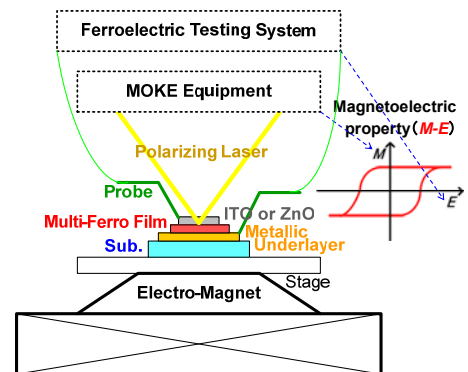 Ferroelectric Testing System
MOKE Equipment
Magnetoelectric
property(M-E)
M
Polarizing Laser
Probe
E
ITO or ZnO
Multi-Ferro Film
Metallic
Sub.
Underlayer
Stage
Electro-Magnet